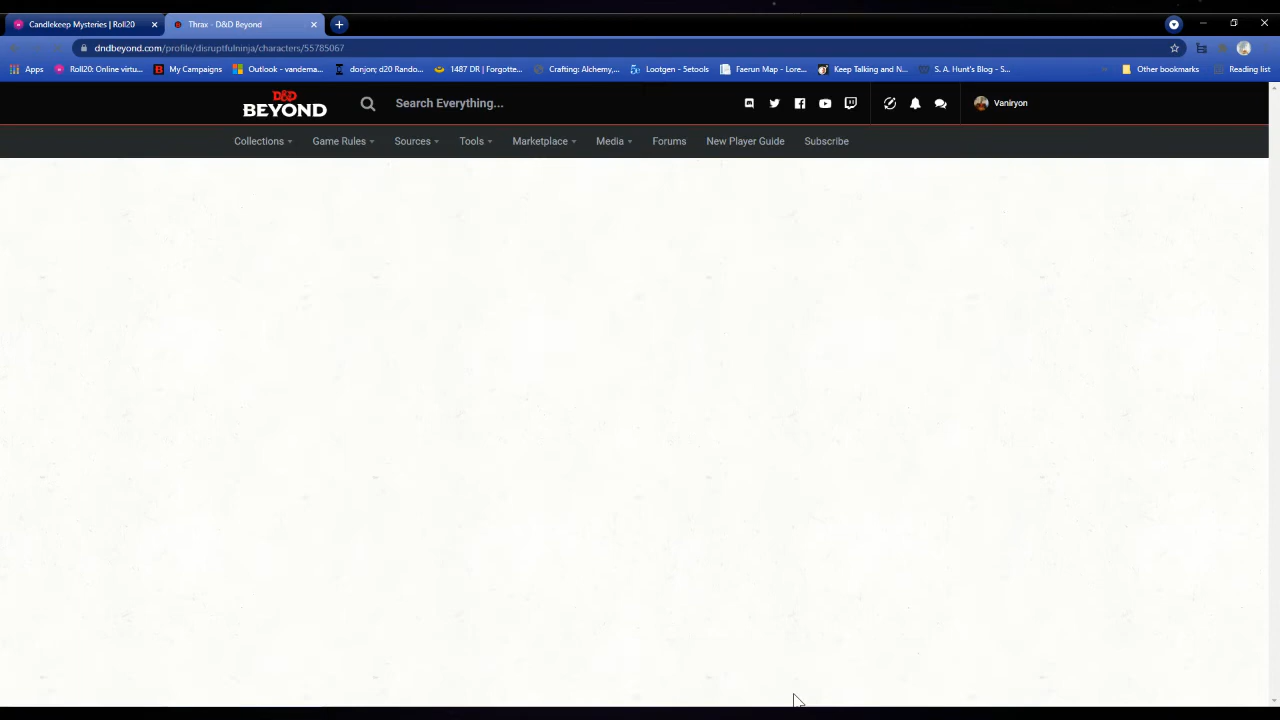 Candlekeep Mysteries | Roll20
Thrax - D&D Beyond
dndbeyond.com/profile/disruptfulninja/characters/55785067
Apps
Roll20: Online virtu...
My Campaigns
Outlook - vandema...
donjon; d20 Rando...
1487 DR | Forgotte...
Crafting: Alchemy,...
Lootgen - 5etools
Faerun Map - Lore...
Keep Talking and N...
S. A. Hunt's Blog - S...
Other bookmarks
Reading list
D&D
BEYOND
Search Everything...
Vaniryon
Collections
Game Rules
Sources
Tools
Marketplace
Media
Forums
New Player Guide
Subscribe